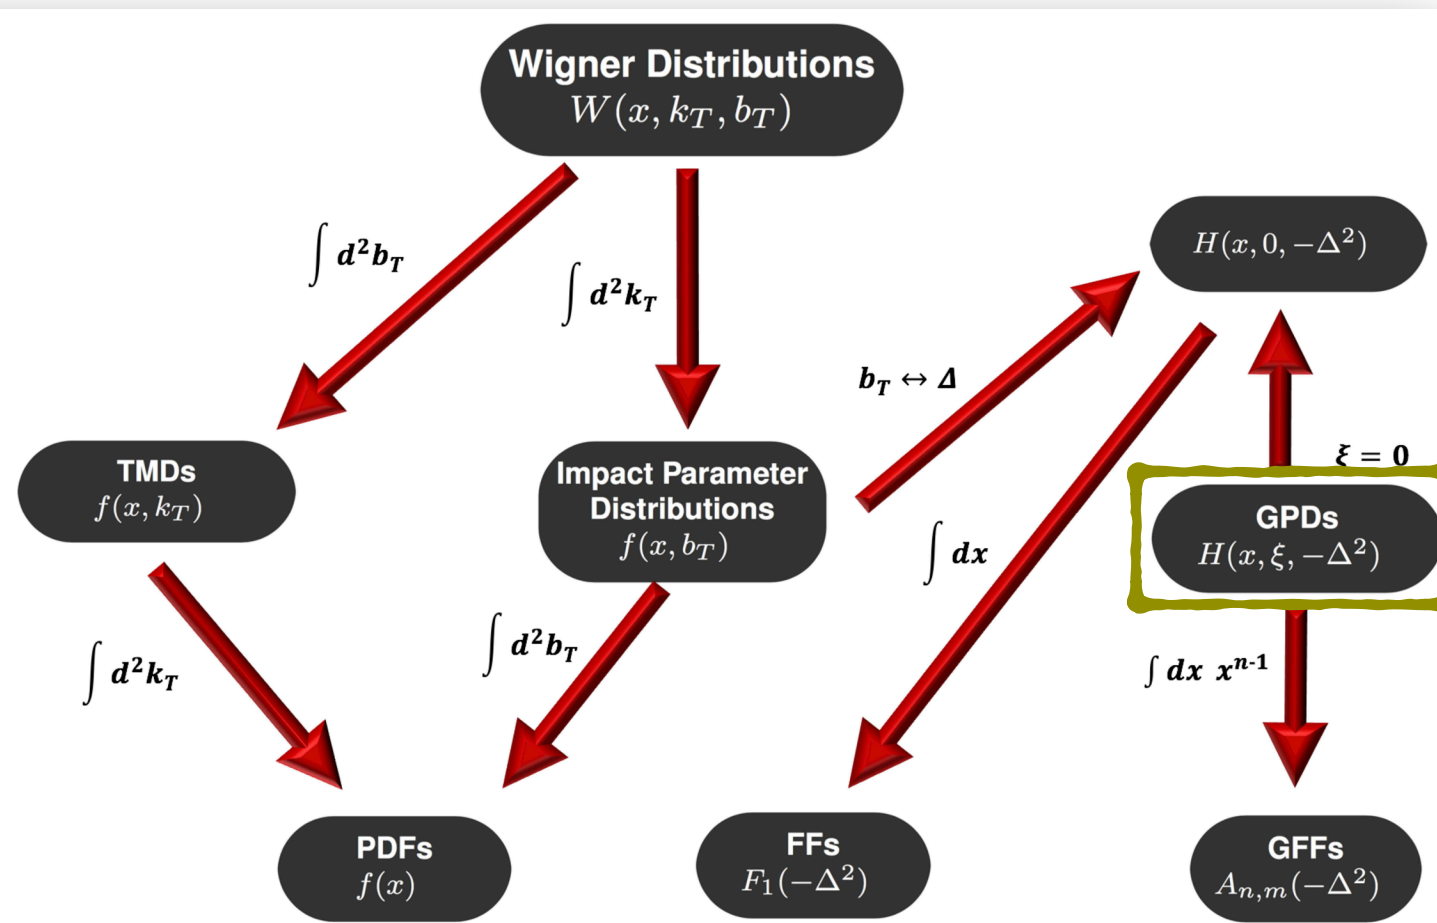 Wigner Distributions
W(x, k_T, b_T)
∫ d²b_T
∫ d²k_T
H(x, 0, −Δ²)
b_T ↔ Δ
ξ = 0
TMDs
f(x, k_T)
Impact Parameter
Distributions
f(x, b_T)
∫ dx
GPDs
H(x, ξ, −Δ²)
∫ d²k_T
∫ d²b_T
∫ dx x^{n-1}
PDFs
f(x)
FFs
F₁(−Δ²)
GFFs
A_{n,m}(−Δ²)